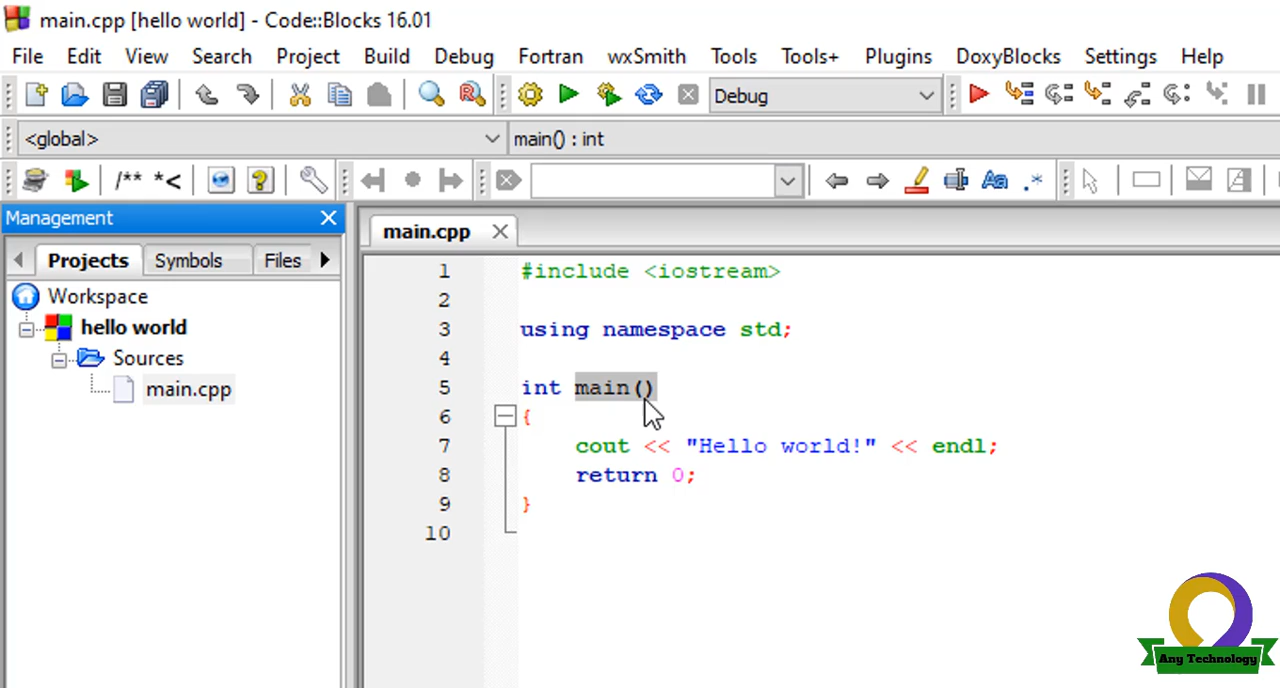 main.cpp [hello world] - Code::Blocks 16.01
File Edit View Search Project Build Debug Fortran wxSmith Tools Tools+ Plugins DoxyBlocks Settings Help
Debug
<global> main() : int
/** *<
Management
Projects Symbols Files
Workspace
hello world
Sources
main.cpp
main.cpp
1 #include <iostream>
2
3 using namespace std;
4
5 int main()
6 {
7 cout << "Hello world!" << endl;
8 return 0;
9 }
10
Any Technology